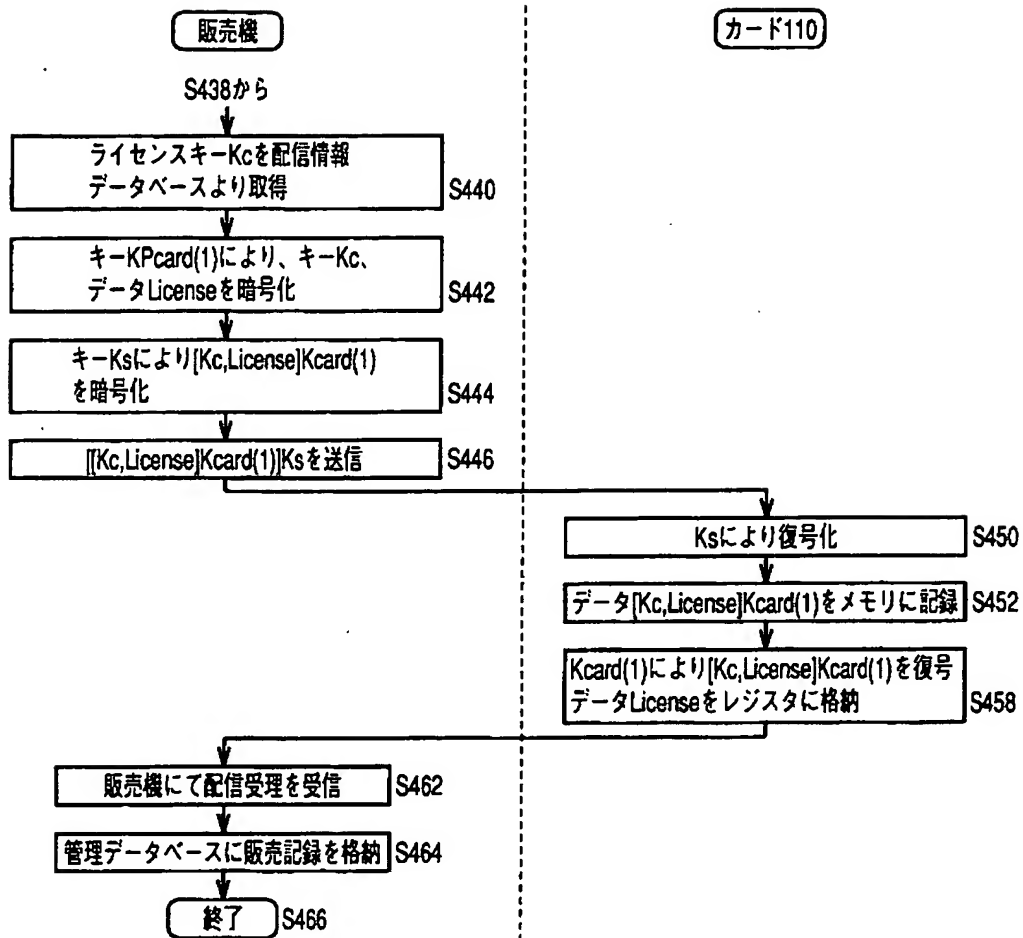 販売機
カード110
S438から
ライセンスキーKcを配信情報
データベースより取得
S440
キーKPcard(1)により、キーKc、
データLicenseを暗号化
S442
キーKsにより[Kc,License]Kcard(1)
を暗号化
S444
[[Kc,License]Kcard(1)]Ksを送信
S446
Ksにより復号化
S450
データ[Kc,License]Kcard(1)をメモリに記録
S452
Kcard(1)により[Kc,License]Kcard(1)を復号
データLicenseをレジスタに格納
S458
販売機にて配信受理を受信
S462
管理データベースに販売記録を格納
S464
終了
S466